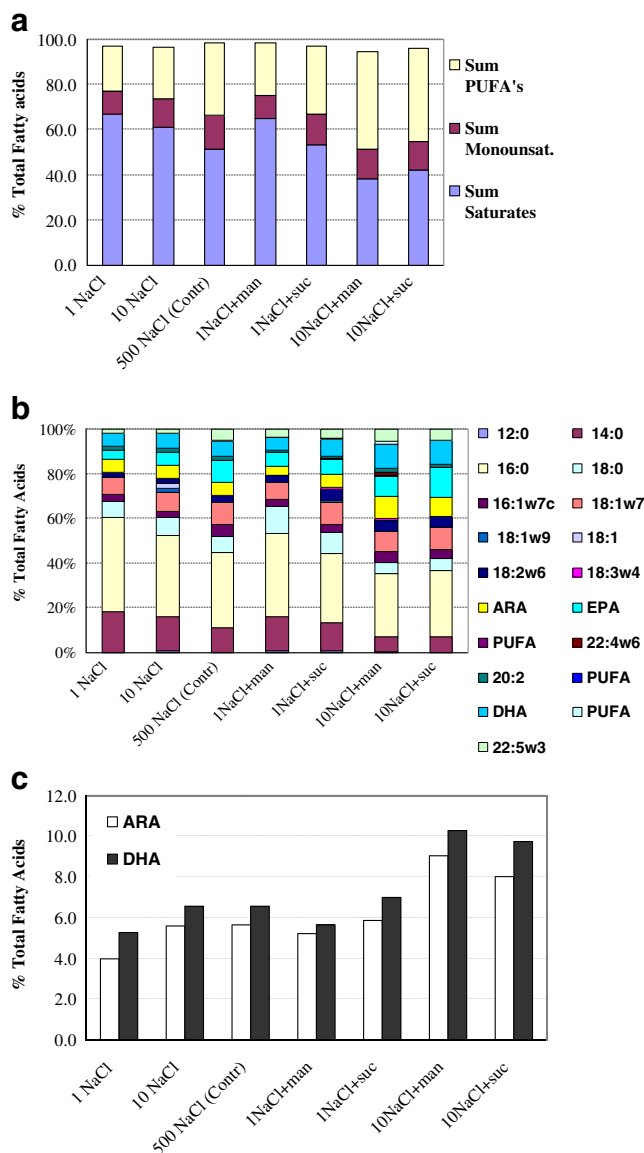 a
100.0
80.0
60.0
40.0
20.0
0.0
% Total Fatty acids
1 NaCl
10 NaCl
500 NaCl (Contr)
1NaCl+man
1NaCl+suc
10NaCl+man
10NaCl+suc
Sum
PUFA's
Sum
Monounsat.
Sum
Saturates
b
100%
80%
60%
40%
20%
0%
% Total Fatty Acids
1 NaCl
10 NaCl
500 NaCl (Contr)
1NaCl+man
1NaCl+suc
10NaCl+man
10NaCl+suc
12:0 14:0
16:0 18:0
16:1w7c 18:1w7
18:1w9 18:1
18:2w6 18:3w4
ARA EPA
PUFA 22:4w6
20:2 PUFA
DHA PUFA
22:5w3
c
12.0
10.0
8.0
6.0
4.0
2.0
0.0
% Total Fatty Acids
ARA
DHA
1 NaCl
10 NaCl
500 NaCl (Contr)
1NaCl+man
1NaCl+suc
10NaCl+man
10NaCl+suc